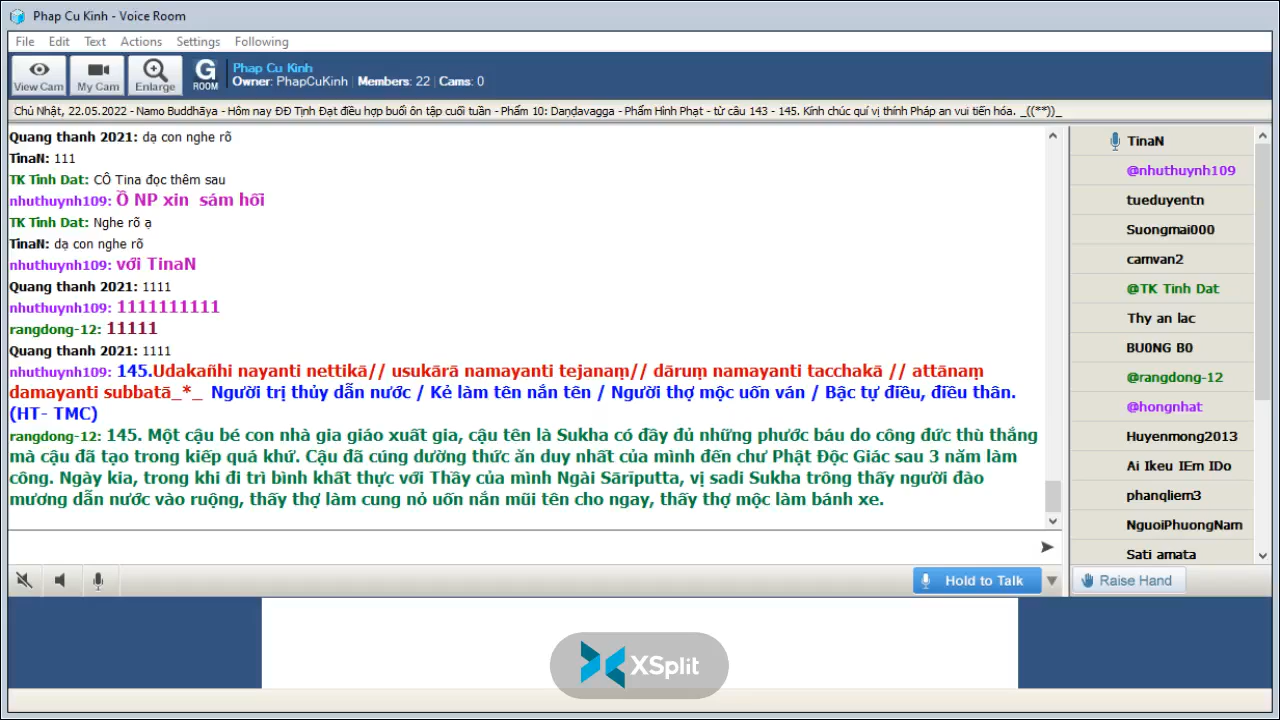 Phap Cu Kinh - Voice Room
File Edit Text Actions Settings Following
View Cam My Cam Enlarge G ROOM
Phap Cu Kinh
Owner: PhapCuKinh | Members: 22 | Cams: 0
Chủ Nhật, 22.05.2022 - Namo Buddhāya - Hôm nay ĐĐ Tịnh Đạt điều hợp buổi ôn tập cuối tuần - Phẩm 10: Daṇḍavagga - Phẩm Hình Phạt - từ câu 143 - 145. Kính chúc quí vị thính Pháp an vui tiến hóa. _((**))_
Quang thanh 2021: dạ con nghe rõ
TinaN: 111
TK Tinh Dat: CÔ Tina đọc thêm sau
nhuthuynh109: Ồ NP xin sám hối
TK Tinh Dat: Nghe rõ ạ
TinaN: dạ con nghe rõ
nhuthuynh109: với TinaN
Quang thanh 2021: 1111
nhuthuynh109: 1111111111
rangdong-12: 11111
Quang thanh 2021: 1111
nhuthuynh109: 145.Udakañhi nayanti nettikā// usukārā namayanti tejanaṃ// dāruṃ namayanti tacchakā // attānaṃ
damayanti subbatā_*_ Người trị thủy dẫn nước / Kẻ làm tên nắn tên / Người thợ mộc uốn ván / Bậc tự điều, điều thân.
(HT- TMC)
rangdong-12: 145. Một cậu bé con nhà gia giáo xuất gia, cậu tên là Sukha có đầy đủ những phước báu do công đức thù thắng
mà cậu đã tạo trong kiếp quá khứ. Cậu đã cúng dường thức ăn duy nhất của mình đến chư Phật Độc Giác sau 3 năm làm
công. Ngày kia, trong khi đi trì bình khất thực với Thầy của mình Ngài Sāriputta, vị sadi Sukha trông thấy người đào
mương dẫn nước vào ruộng, thấy thợ làm cung nỏ uốn nắn mũi tên cho ngay, thấy thợ mộc làm bánh xe.
TinaN
@nhuthuynh109
tueduyentn
Suongmai000
camvan2
@TK Tinh Dat
Thy an lac
BU0NG B0
@rangdong-12
@hongnhat
Huyenmong2013
Ai Ikeu IEm IDo
phanqliem3
NguoiPhuongNam
Sati amata
Hold to Talk
Raise Hand
XSplit